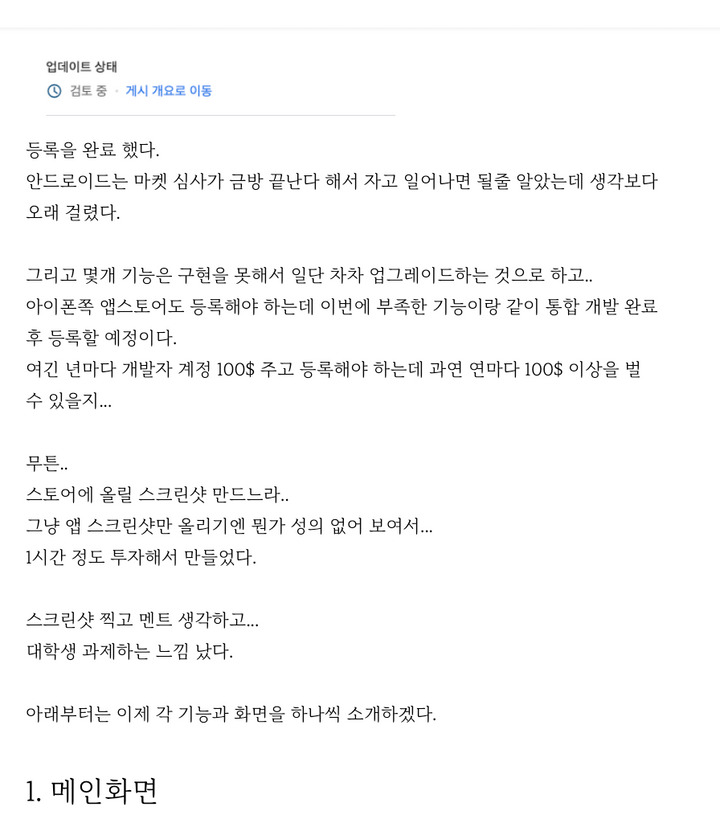 업데이트 상태
검토 중 · 게시 개요로 이동
등록을 완료 했다.
안드로이드는 마켓 심사가 금방 끝난다 해서 자고 일어나면 될줄 알았는데 생각보다
오래 걸렸다.
그리고 몇개 기능은 구현을 못해서 일단 차차 업그레이드하는 것으로 하고..
아이폰쪽 앱스토어도 등록해야 하는데 이번에 부족한 기능이랑 같이 통합 개발 완료
후 등록할 예정이다.
여긴 년마다 개발자 계정 100$ 주고 등록해야 하는데 과연 연마다 100$ 이상을 벌
수 있을지...
무튼..
스토어에 올릴 스크린샷 만드느라..
그냥 앱 스크린샷만 올리기엔 뭔가 성의 없어 보여서...
1시간 정도 투자해서 만들었다.
스크린샷 찍고 멘트 생각하고...
대학생 과제하는 느낌 났다.
아래부터는 이제 각 기능과 화면을 하나씩 소개하겠다.
1. 메인화면